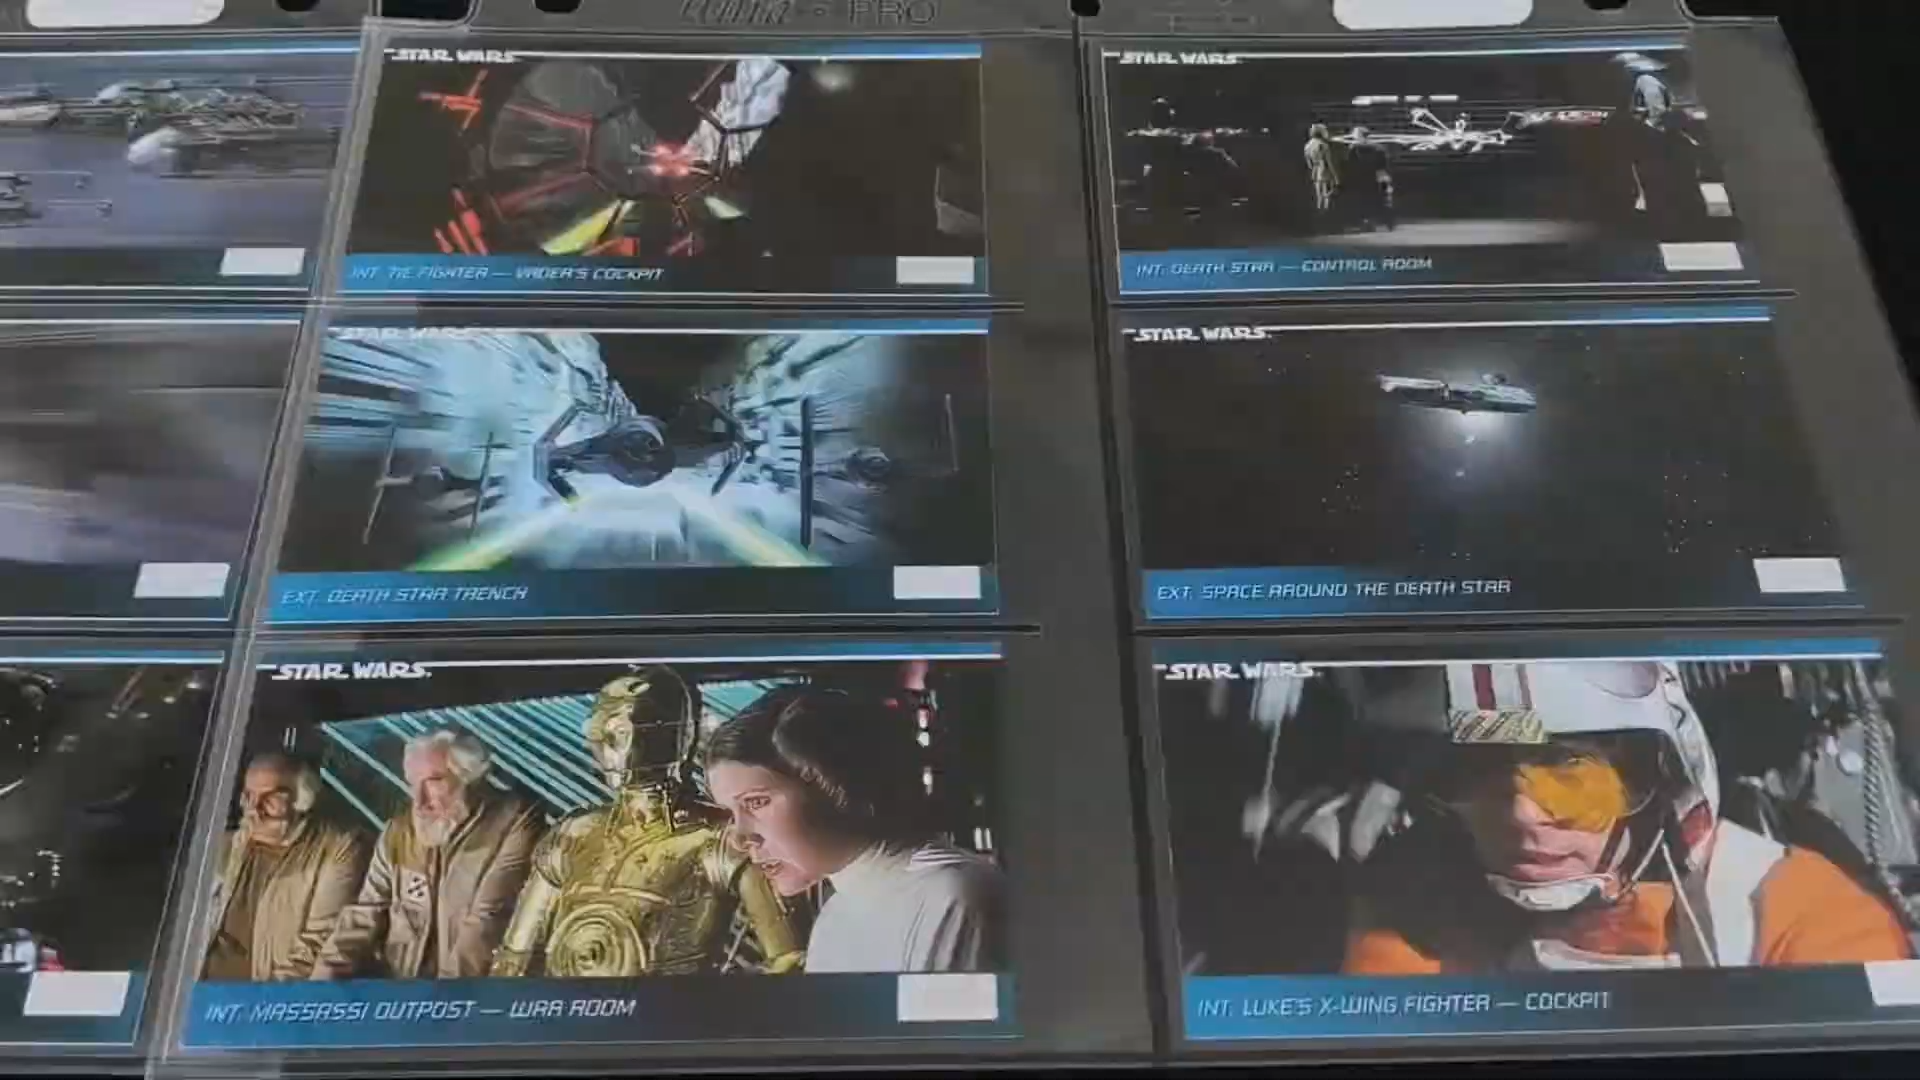 ULTRA-PRO
STAR WARS
INT. TIE FIGHTER — VADER'S COCKPIT
STAR WARS
INT. DEATH STAR — CONTROL ROOM
STAR WARS.
EXT. DEATH STAR TRENCH
STAR WARS.
EXT. SPACE AROUND THE DEATH STAR
STAR WARS.
INT. MASSASSI OUTPOST — WAR ROOM
STAR WARS.
INT. LUKE'S X-WING FIGHTER — COCKPIT